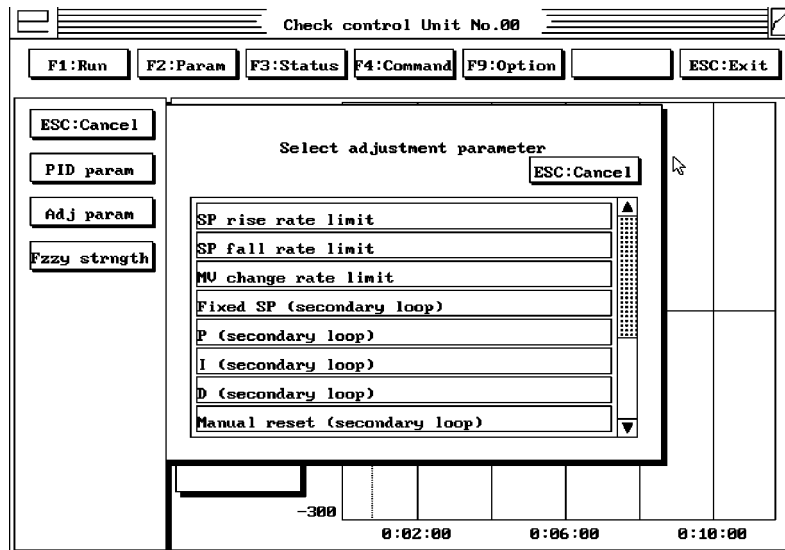 Check control Unit No.00
F1:Run F2:Param F3:Status F4:Command F9:Option ESC:Exit
ESC:Cancel
PID param
Adj param
Fzzy strngth
Select adjustment parameter
ESC:Cancel
SP rise rate limit
SP fall rate limit
MV change rate limit
Fixed SP (secondary loop)
P (secondary loop)
I (secondary loop)
D (secondary loop)
Manual reset (secondary loop)
-300
0:02:00 0:06:00 0:10:00